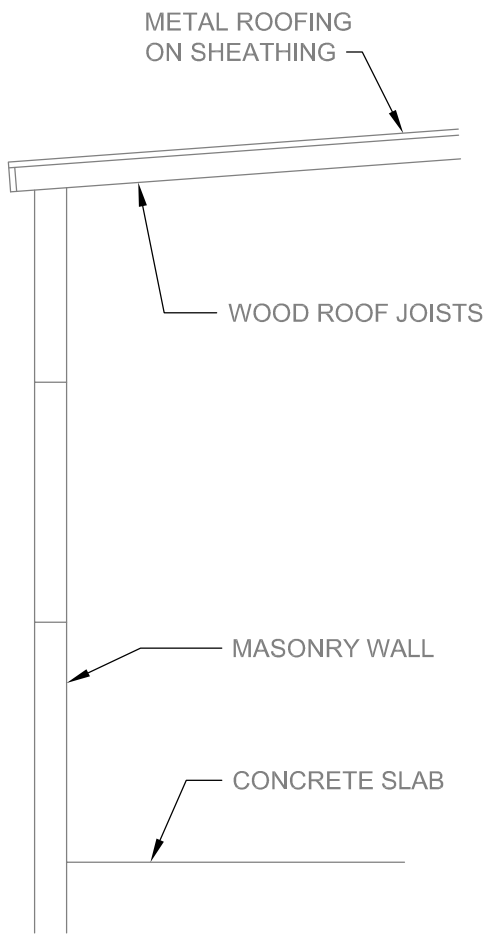 METAL ROOFING
ON SHEATHING
WOOD ROOF JOISTS
MASONRY WALL
CONCRETE SLAB